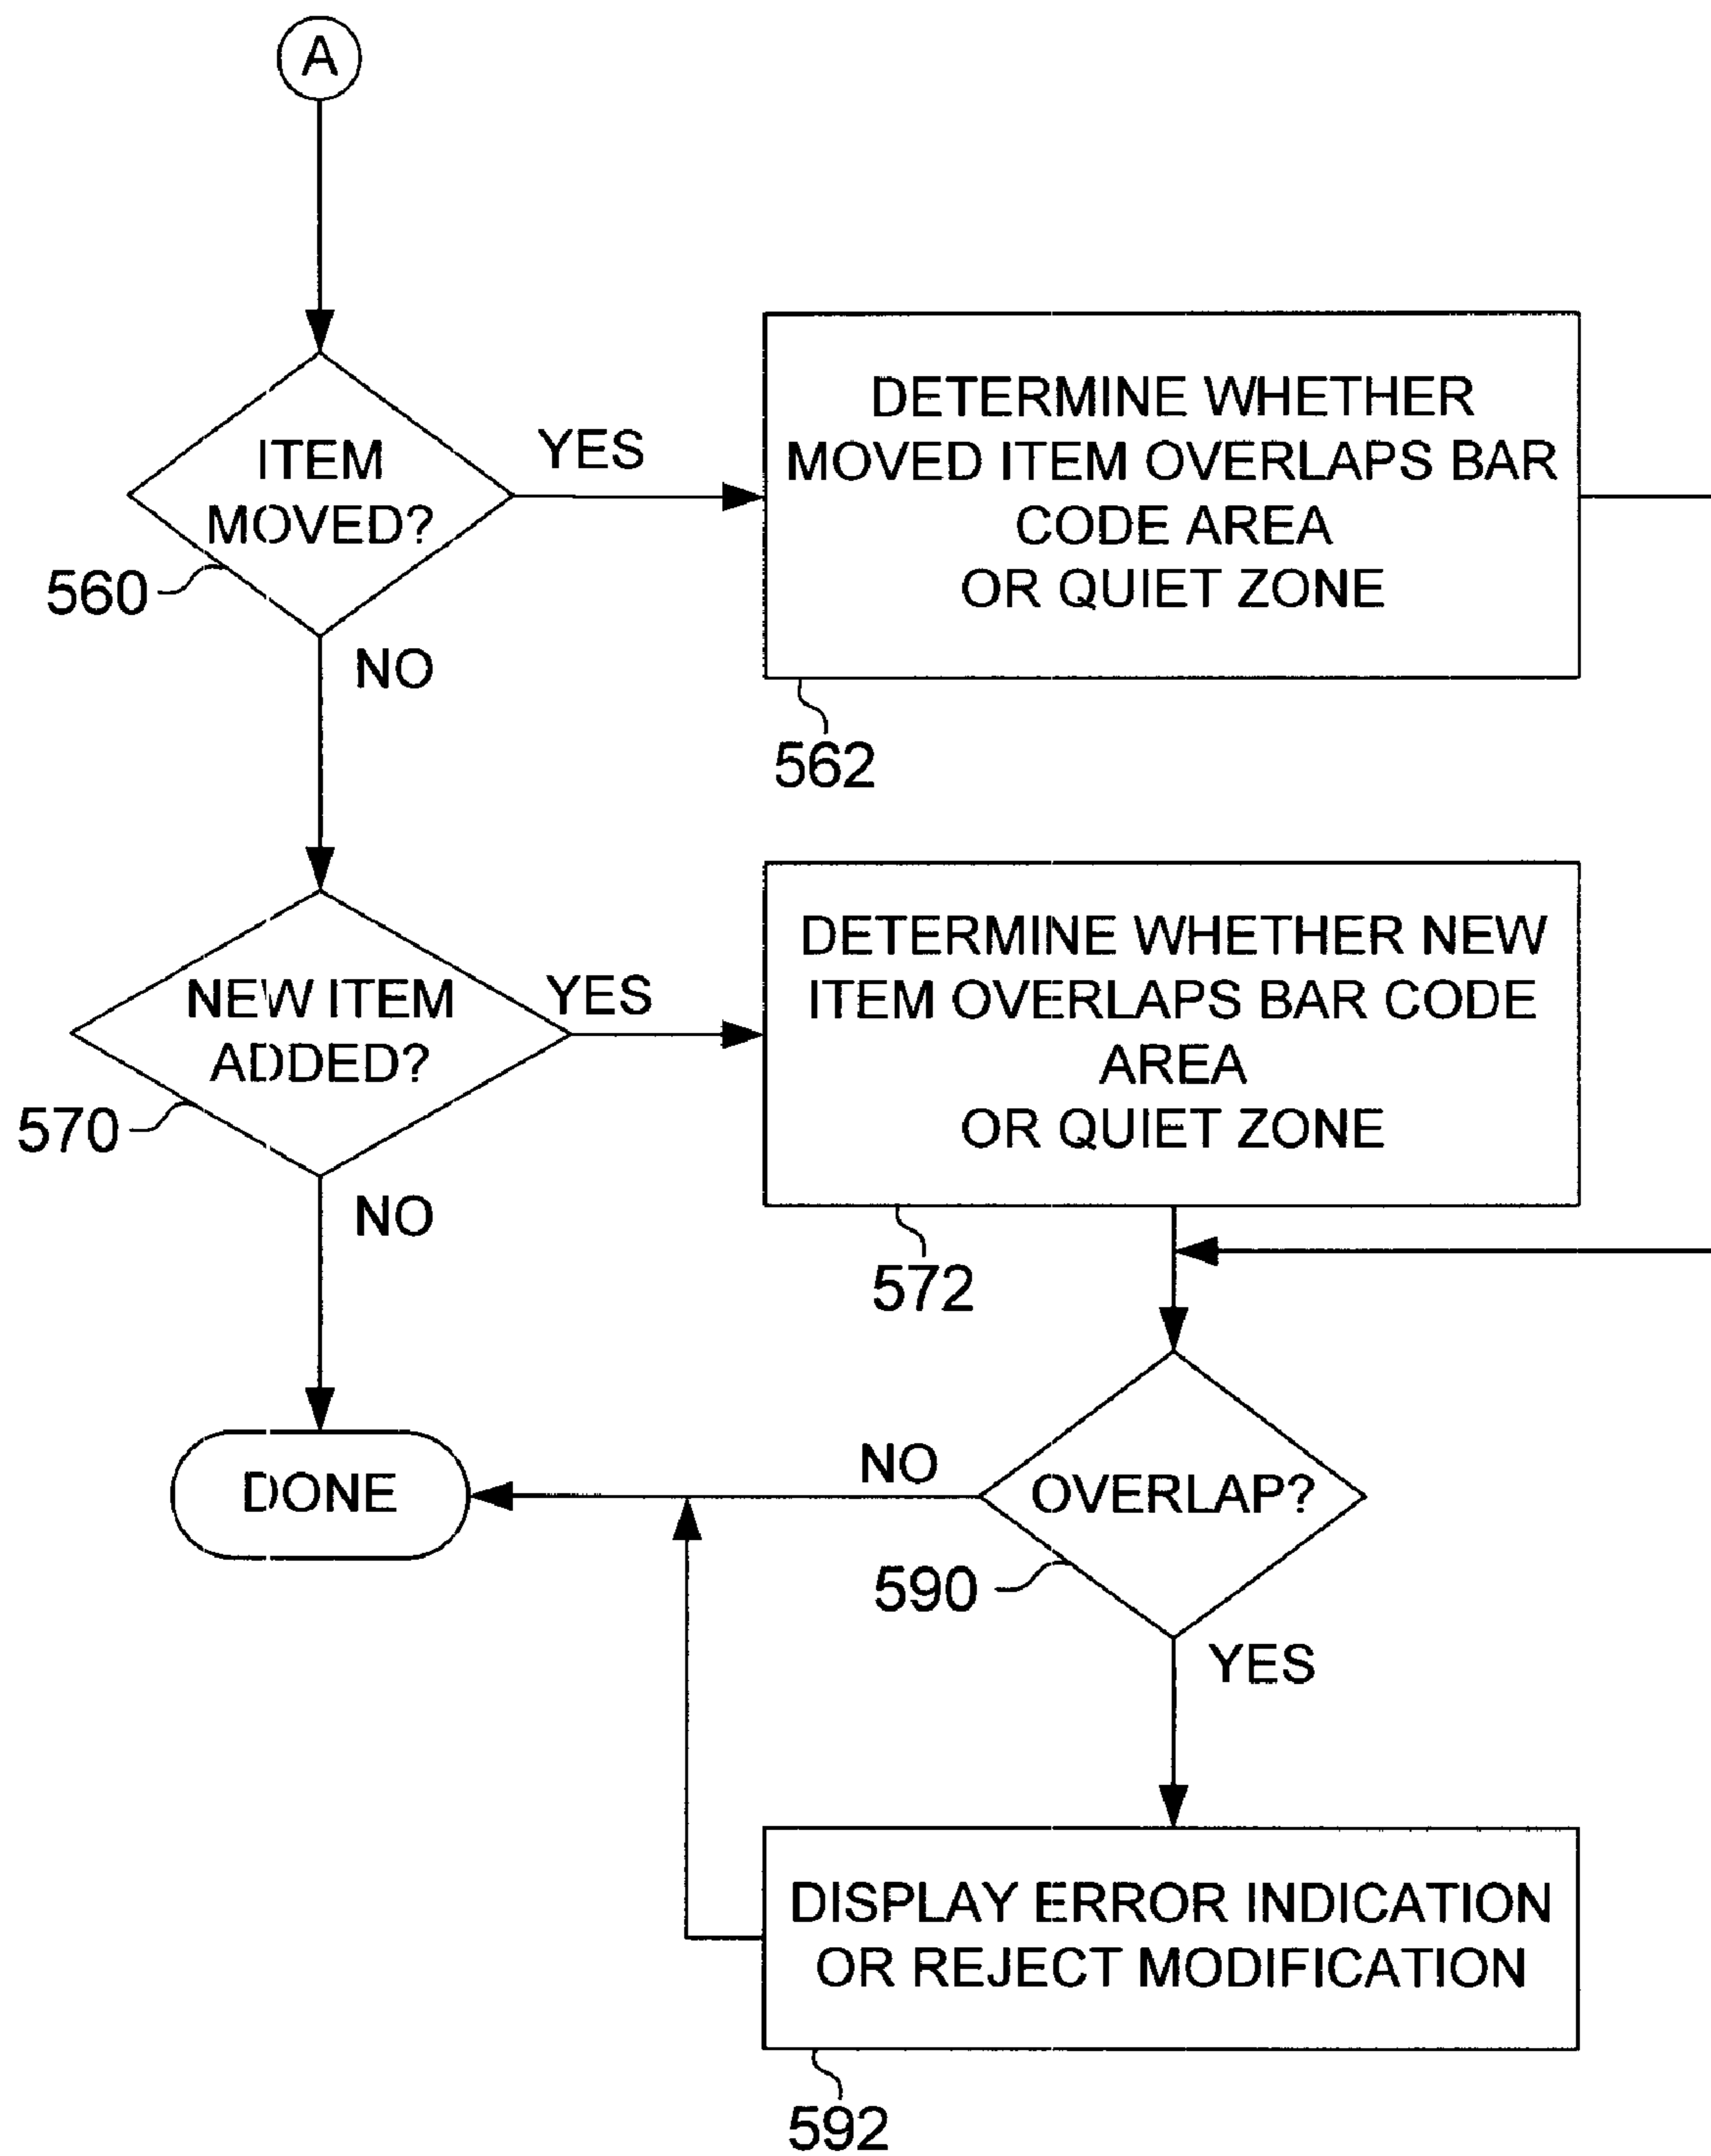 A
ITEM
MOVED?
YES
560
NO
DETERMINE WHETHER
MOVED ITEM OVERLAPS BAR
CODE AREA
OR QUIET ZONE
562
NEW ITEM
ADDED?
YES
570
NO
DETERMINE WHETHER NEW
ITEM OVERLAPS BAR CODE
AREA
OR QUIET ZONE
572
DONE
NO
OVERLAP?
590
YES
DISPLAY ERROR INDICATION
OR REJECT MODIFICATION
592